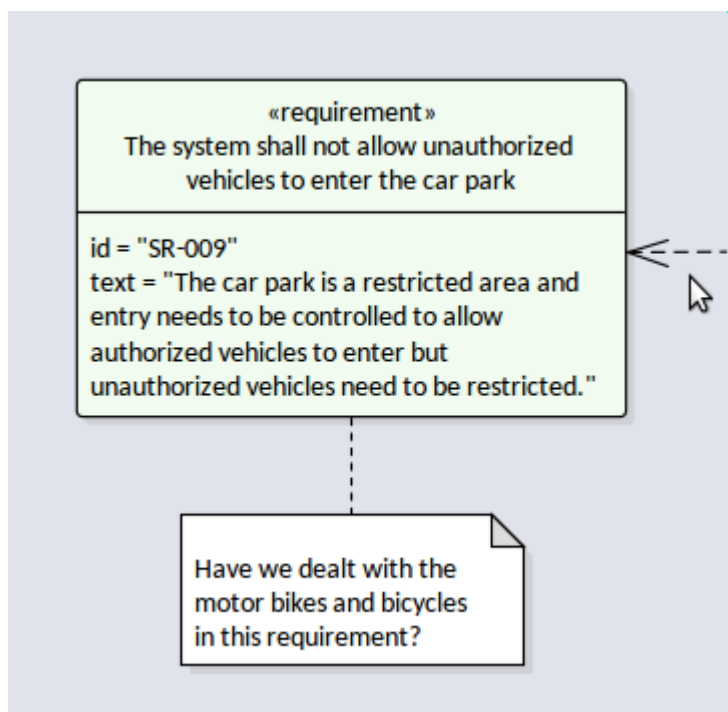 «requirement»
The system shall not allow unauthorized
vehicles to enter the car park
id = "SR-009"
text = "The car park is a restricted area and
entry needs to be controlled to allow
authorized vehicles to enter but
unauthorized vehicles need to be restricted."
Have we dealt with the
motor bikes and bicycles
in this requirement?